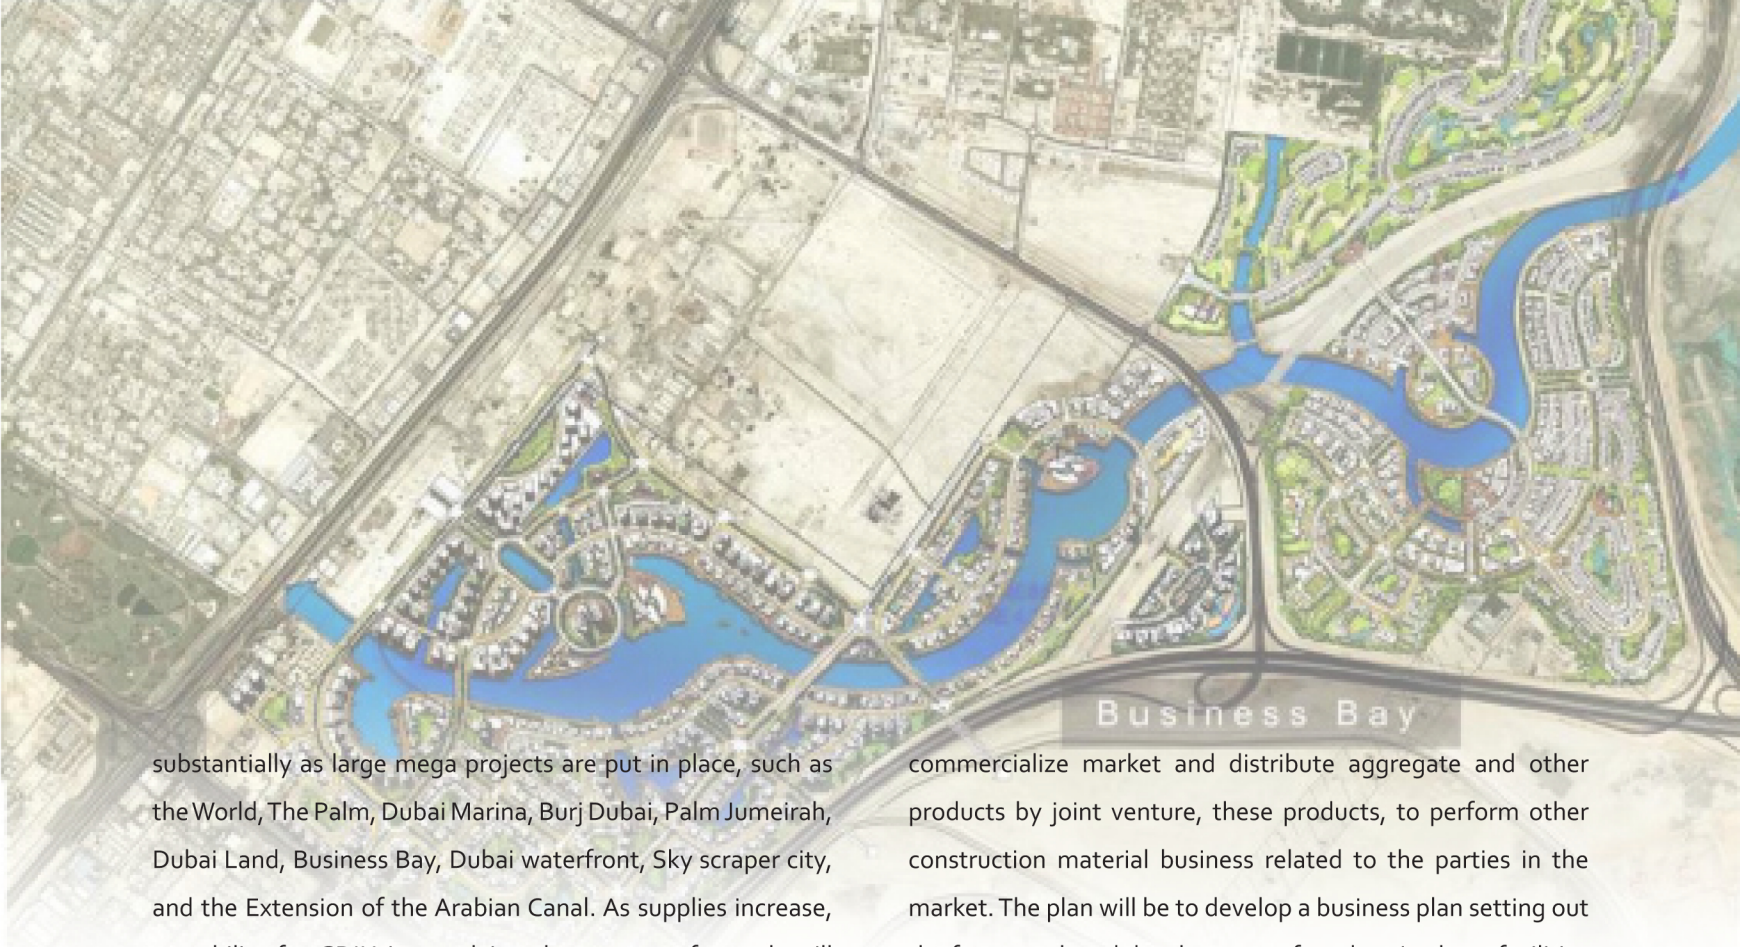 Business Bay
substantially as large mega projects are put in place, such as
the World, The Palm, Dubai Marina, Burj Dubai, Palm Jumeirah,
Dubai Land, Business Bay, Dubai waterfront, Sky scraper city,
and the Extension of the Arabian Canal. As supplies increase,
commercialize market and distribute aggregate and other
products by joint venture, these products, to perform other
construction material business related to the parties in the
market. The plan will be to develop a business plan setting out